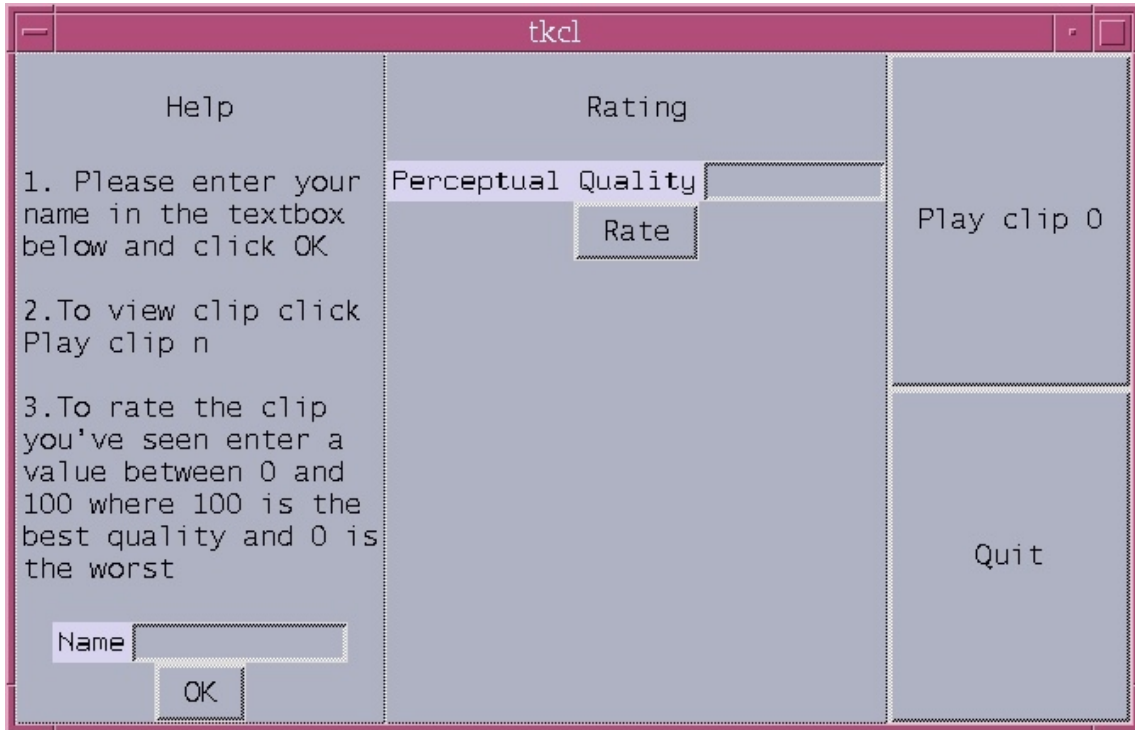 tkcl
Help
1. Please enter your
name in the textbox
below and click OK
2.To view clip click
Play clip n
3.To rate the clip
you've seen enter a
value between 0 and
100 where 100 is the
best quality and 0 is
the worst
Name
OK
Rating
Perceptual Quality
Rate
Play clip 0
Quit